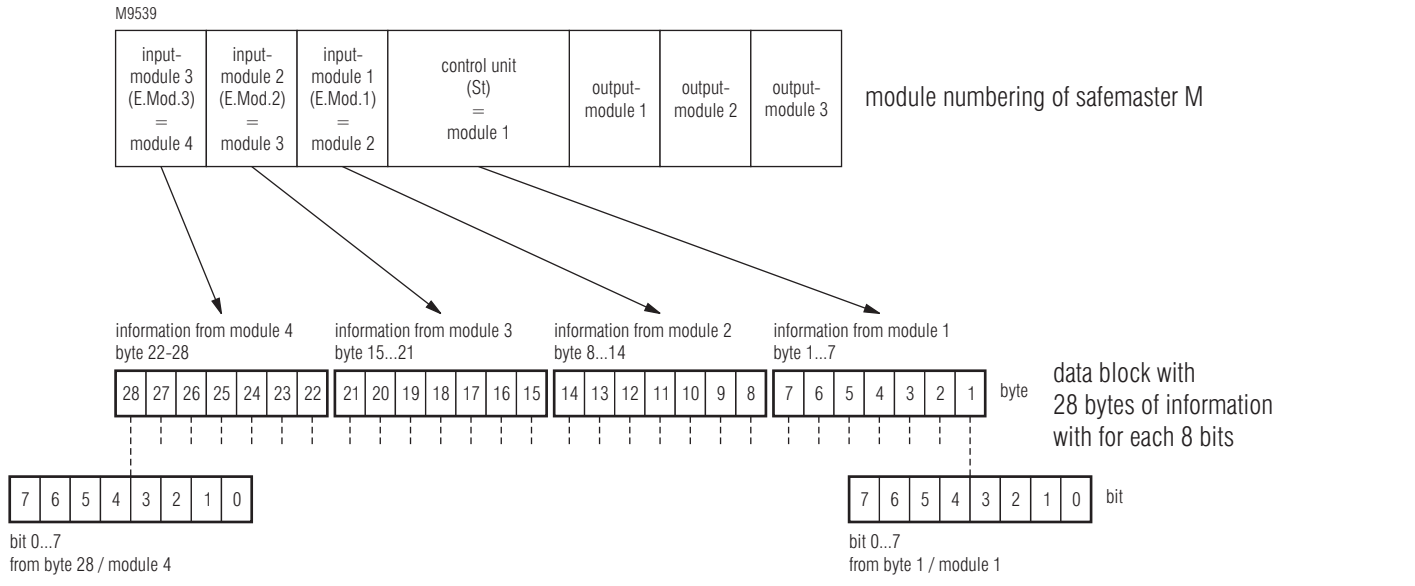 M9539
input-
module 3
(E.Mod.3)
=
module 4
input-
module 2
(E.Mod.2)
=
module 3
input-
module 1
(E.Mod.1)
=
module 2
control unit
(St)
=
module 1
output-
module 1
output-
module 2
output-
module 3
module numbering of safemaster M
information from module 4
byte 22-28
information from module 3
byte 15...21
information from module 2
byte 8...14
information from module 1
byte 1...7
28 27 26 25 24 23 22
21 20 19 18 17 16 15
14 13 12 11 10 9 8
7 6 5 4 3 2 1
byte
data block with
28 bytes of information
with for each 8 bits
7 6 5 4 3 2 1 0
bit 0...7
from byte 28 / module 4
7 6 5 4 3 2 1 0
bit
bit 0...7
from byte 1 / module 1